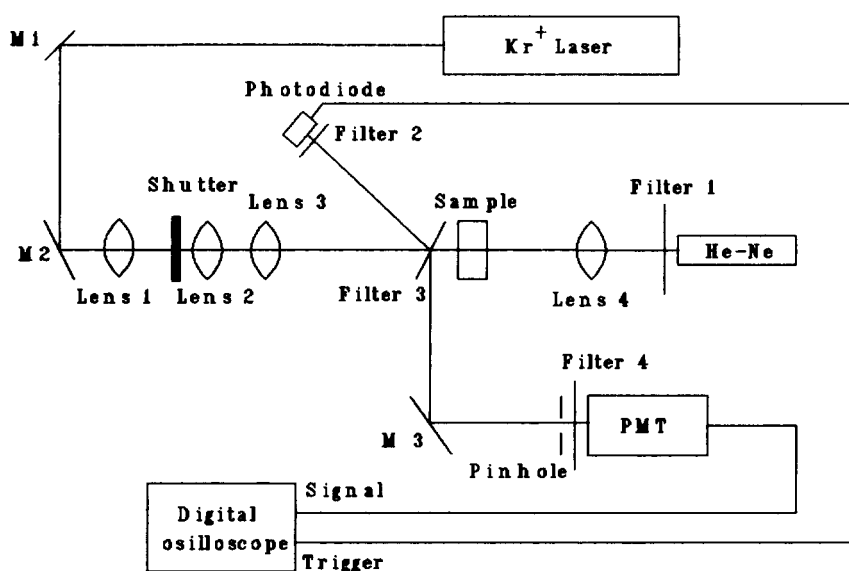 M1
Kr+ Laser
Photodiode
Filter 2
Shutter
Lens 3
Sample
Filter 1
M2
He-Ne
Lens 1
Lens 2
Filter 3
Lens 4
Filter 4
M 3
PMT
Pinhole
Signal
Digital
osilloscope
Trigger